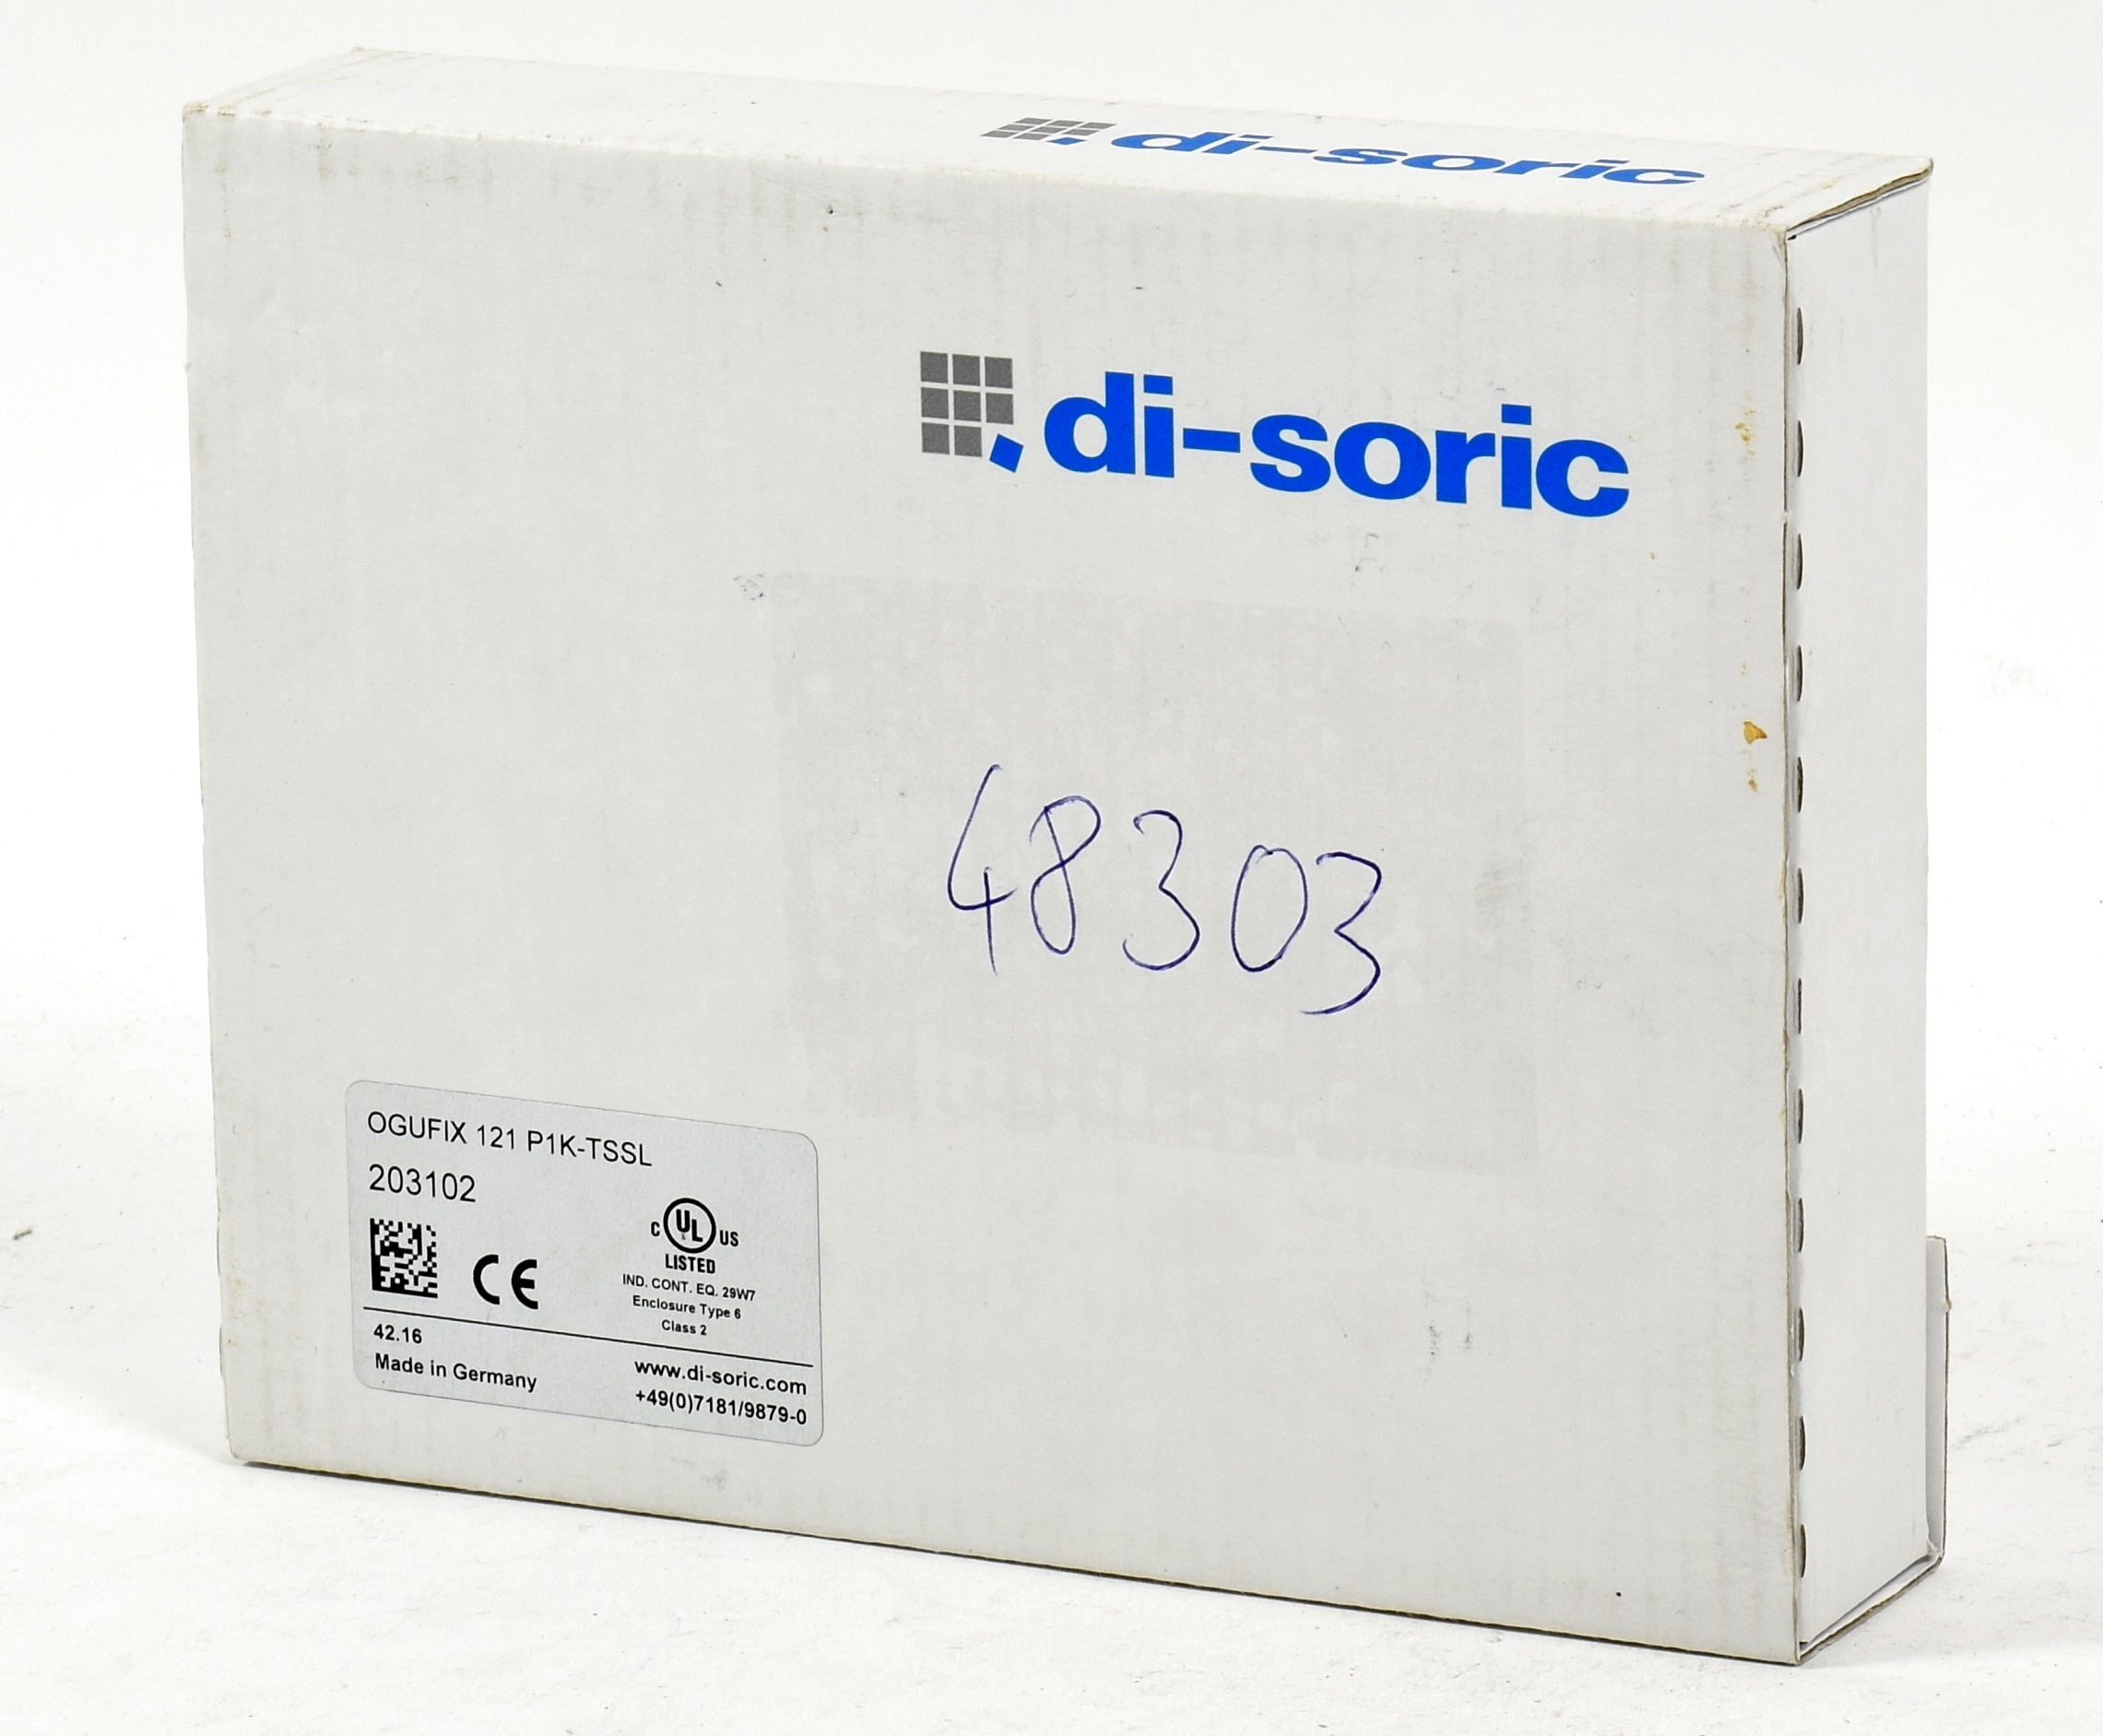 di-soric
di-soric
48303
OGUFIX 121 P1K-TSSL
203102
C UL US
LISTED
CE
IND. CONT. EQ. 29W7
Enclosure Type 6
Class 2
42.16
Made in Germany
www.di-soric.com
+49(0)7181/9879-0